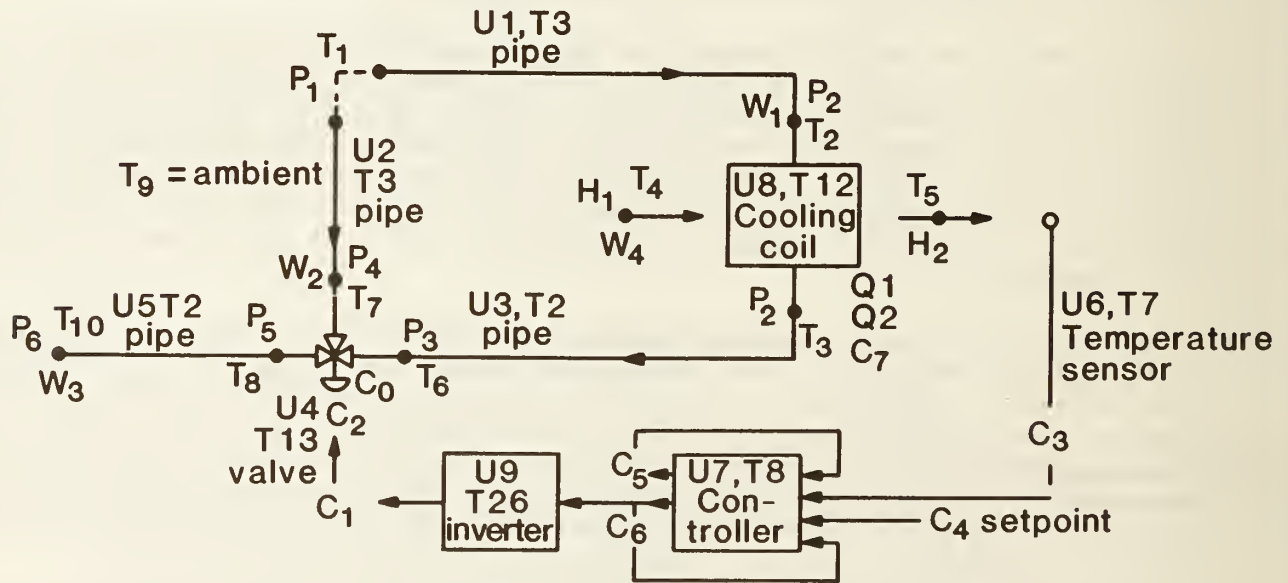 U1,T3
pipe
T₁
P₁
W₁
P₂
T₂
U2
T3
pipe
T₉ = ambient
H₁
T₄
W₄
U8,T12
Cooling
coil
T₅
H₂
W₂
P₄
T₇
P₂
T₃
Q1
Q2
C₇
U6,T7
Temperature
sensor
P₆
T₁₀
W₃
U5T2
pipe
P₅
T₈
U3,T2
pipe
P₃
T₆
C₀
U4
C₂
T13
valve
C₁
U9
T26
inverter
C₅
C₆
U7,T8
Con-
troller
C₃
C₄ setpoint